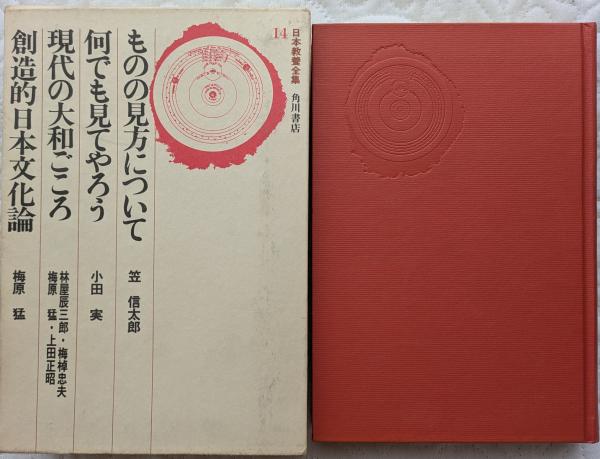 14
日本教養全集
角川書店
ものの見方について
笠 信太郎
何でも見てやろう
小田 実
現代の大和ごころ
林屋辰三郎・梅棹忠夫
梅原 猛・上田正昭
創造的日本文化論
梅原 猛